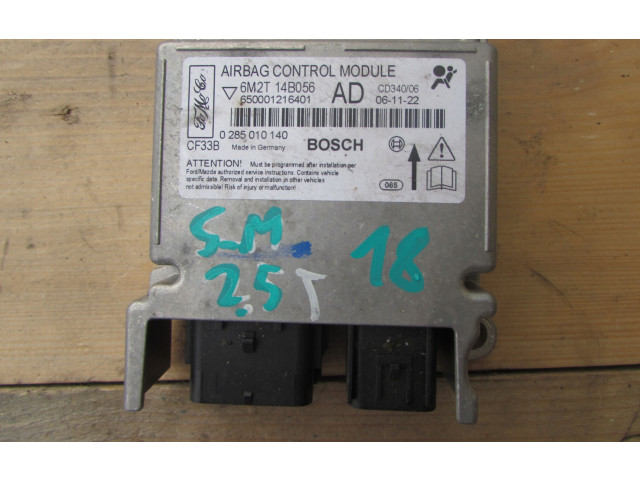 FoMoCo
AIRBAG CONTROL MODULE
6M2T 14B056 AD CD340/06
650001216401 06-11-22
0 285 010 140
CF33B Made in Germany BOSCH
ATTENTION! Must be programmed after installation per
Ford/Mazda authorized service instructions. Contains vehicle
specific data. Removal and installation in other vehicles
not admissible! Risk of injury or malfunction!
065
S-M 18
2,5 T